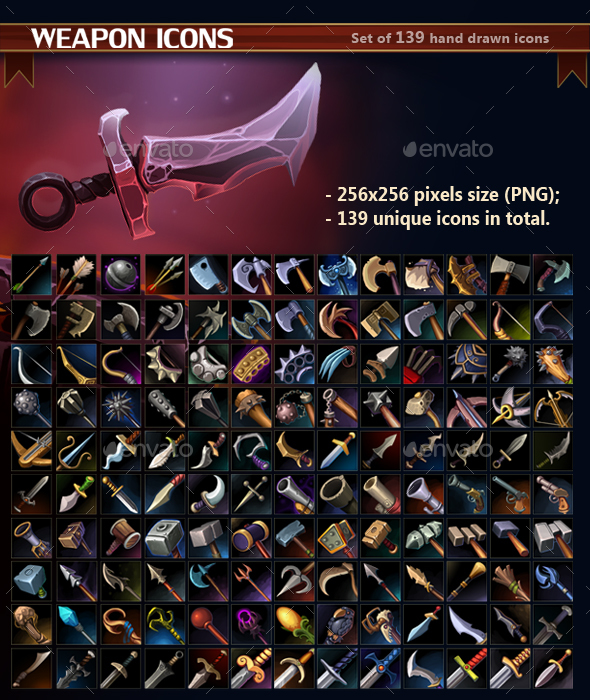 WEAPON ICONS
Set of 139 hand drawn icons
envato
envato
- 256x256 pixels size (PNG);
- 139 unique icons in total.
envato
envato